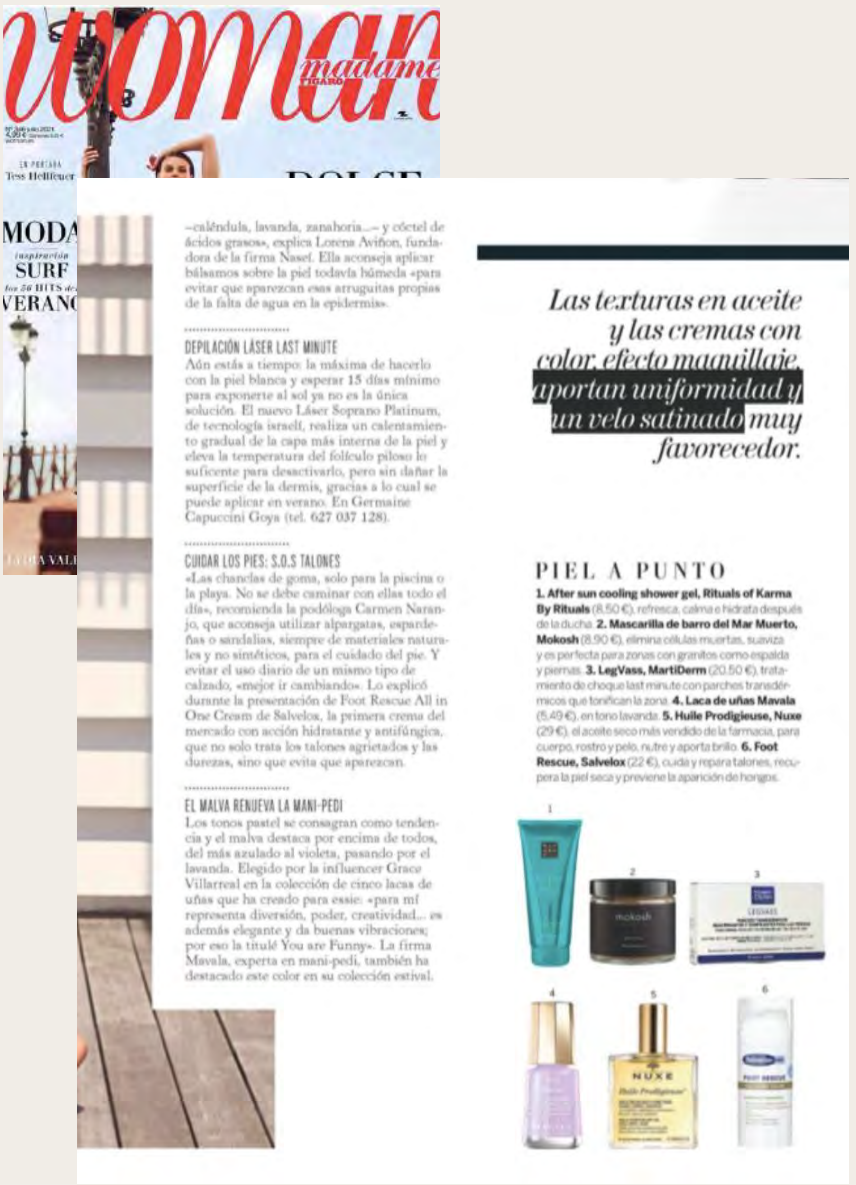 woman
madame
FIGARO
Nº 346 julio 2021
4,99 €
EN PORTADA
Tess Hellfeuer
DOLCE
MODA
inspiración
SURF
los 56 HITS de
VERANO
LYDIA VAL
–caléndula, lavanda, zanahoria...– y cóctel de
ácidos grasos», explica Lorena Aviñon, funda-
dora de la firma Naseí. Ella aconseja aplicar
bálsamos sobre la piel todavía húmeda «para
evitar que aparezcan esas arruguitas propias
de la falta de agua en la epidermis».
DEPILACIÓN LÁSER LAST MINUTE
Aún estás a tiempo: la máxima de hacerlo
con la piel blanca y esperar 15 días mínimo
para exponerte al sol ya no es la única
solución. El nuevo Láser Soprano Platinum,
de tecnología israelí, realiza un calentamien-
to gradual de la capa más interna de la piel y
eleva la temperatura del folículo piloso lo
suficente para desactivarlo, pero sin dañar la
superficie de la dermis, gracias a lo cual se
puede aplicar en verano. En Germaine
Capuccini Goya (tel. 627 037 128).
CUIDAR LOS PIES: S.O.S TALONES
«Las chanclas de goma, solo para la piscina o
la playa. No se debe caminar con ellas todo el
día», recomienda la podóloga Carmen Naran-
jo, que aconseja utilizar alpargatas, esparde-
ñas o sandalias, siempre de materiales natura-
les y no sintéticos, para el cuidado del pie. Y
evitar el uso diario de un mismo tipo de
calzado, «mejor ir cambiando». Lo explicó
durante la presentación de Foot Rescue All in
One Cream de Salvelox, la primera crema del
mercado con acción hidratante y antifúngica,
que no solo trata los talones agrietados y las
durezas, sino que evita que aparezcan.
EL MALVA RENUEVA LA MANI-PEDI
Los tonos pastel se consagran como tenden-
cia y el malva destaca por encima de todos,
del más azulado al violeta, pasando por el
lavanda. Elegido por la influencer Grace
Villarreal en la colección de cinco lacas de
uñas que ha creado para essie: «para mí
representa diversión, poder, creatividad... es
además elegante y da buenas vibraciones;
por eso la titulé You are Funny». La firma
Mavala, experta en mani-pedi, también ha
destacado este color en su colección estival.
Las texturas en aceite
y las cremas con
color, efecto maquillaje,
aportan uniformidad y
un velo satinado muy
favorecedor.
PIEL A PUNTO
1. After sun cooling shower gel, Rituals of Karma
By Rituals (8,50 €), refresca, calma e hidrata después
de la ducha. 2. Mascarilla de barro del Mar Muerto,
Mokosh (8,90 €), elimina células muertas, suaviza
y es perfecta para zonas con granitos como espalda
y piernas. 3. LegVass, MartiDerm (20,50 €), trata-
miento de choque last minute con parches transdér-
micos que tonifican la zona. 4. Laca de uñas Mavala
(5,49 €), en tono lavanda. 5. Huile Prodigieuse, Nuxe
(29 €), el aceite seco más vendido de la farmacia, para
cuerpo, rostro y pelo, nutre y aporta brillo. 6. Foot
Rescue, Salvelox (22 €), cuida y repara talones, recu-
pera la piel seca y previene la aparición de hongos.
1
2
3
mokosh
LEGVASS
4
5
6
NUXE
Huile Prodigieuse
FOOT RESCUE